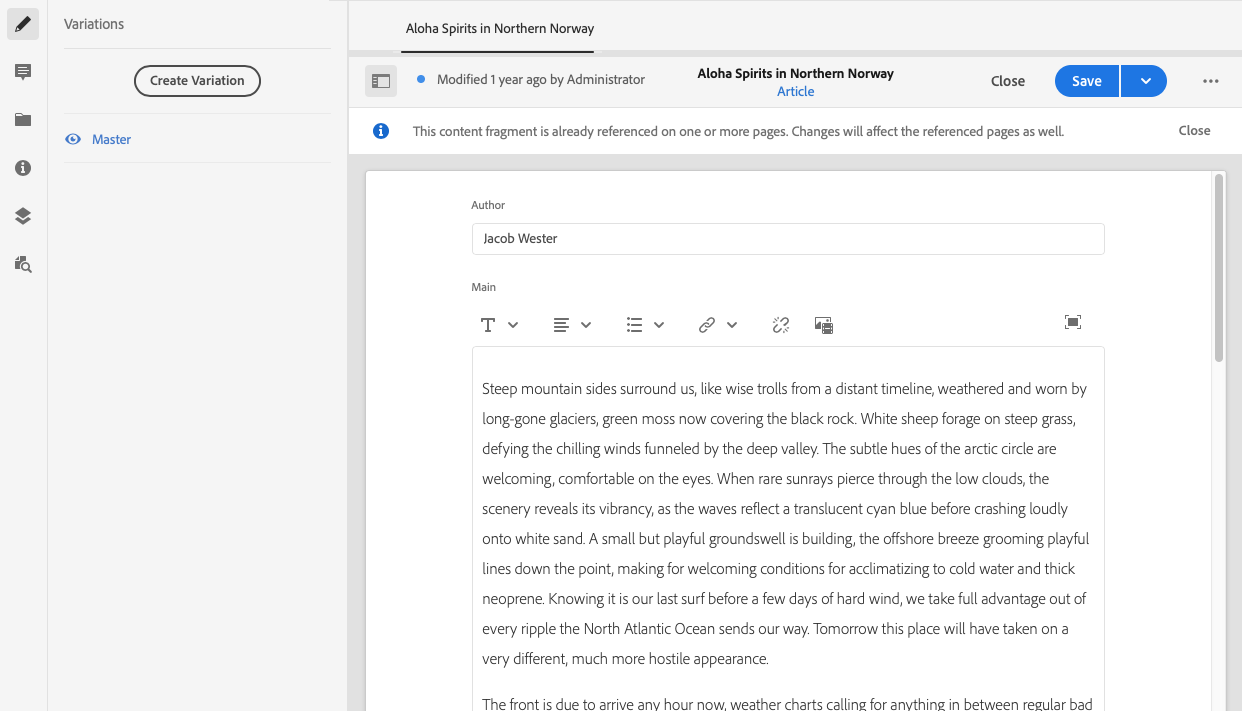 Variations
Create Variation
Master
Aloha Spirits in Northern Norway
Modified 1 year ago by Administrator
Aloha Spirits in Northern Norway
Article
Close
Save
This content fragment is already referenced on one or more pages. Changes will affect the referenced pages as well.
Close
Author
Jacob Wester
Main
Steep mountain sides surround us, like wise trolls from a distant timeline, weathered and worn by
long-gone glaciers, green moss now covering the black rock. White sheep forage on steep grass,
defying the chilling winds funneled by the deep valley. The subtle hues of the arctic circle are
welcoming, comfortable on the eyes. When rare sunrays pierce through the low clouds, the
scenery reveals its vibrancy, as the waves reflect a translucent cyan blue before crashing loudly
onto white sand. A small but playful groundswell is building, the offshore breeze grooming playful
lines down the point, making for welcoming conditions for acclimatizing to cold water and thick
neoprene. Knowing it is our last surf before a few days of hard wind, we take full advantage out of
every ripple the North Atlantic Ocean sends our way. Tomorrow this place will have taken on a
very different, much more hostile appearance.
The front is due to arrive any hour now, weather charts calling for anything in between regular bad